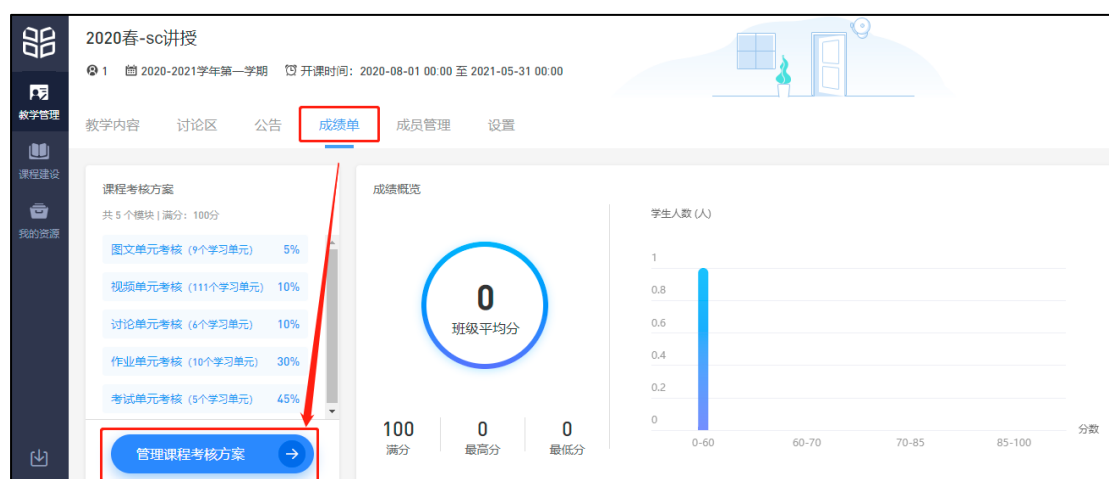 2020春-sc讲授
1 2020-2021学年第一学期 开课时间: 2020-08-01 00:00 至 2021-05-31 00:00
教学管理
课程建设
我的资源
教学内容 讨论区 公告 成绩单 成员管理 设置
课程考核方案
共 5 个模块 | 满分: 100分
图文单元考核 (9个学习单元) 5%
视频单元考核 (111个学习单元) 10%
讨论单元考核 (6个学习单元) 10%
作业单元考核 (10个学习单元) 30%
考试单元考核 (5个学习单元) 45%
管理课程考核方案
成绩概览
0
班级平均分
100 0 0
满分 最高分 最低分
学生人数 (人)
1
0.8
0.6
0.4
0.2
0
0-60 60-70 70-85 85-100
分数